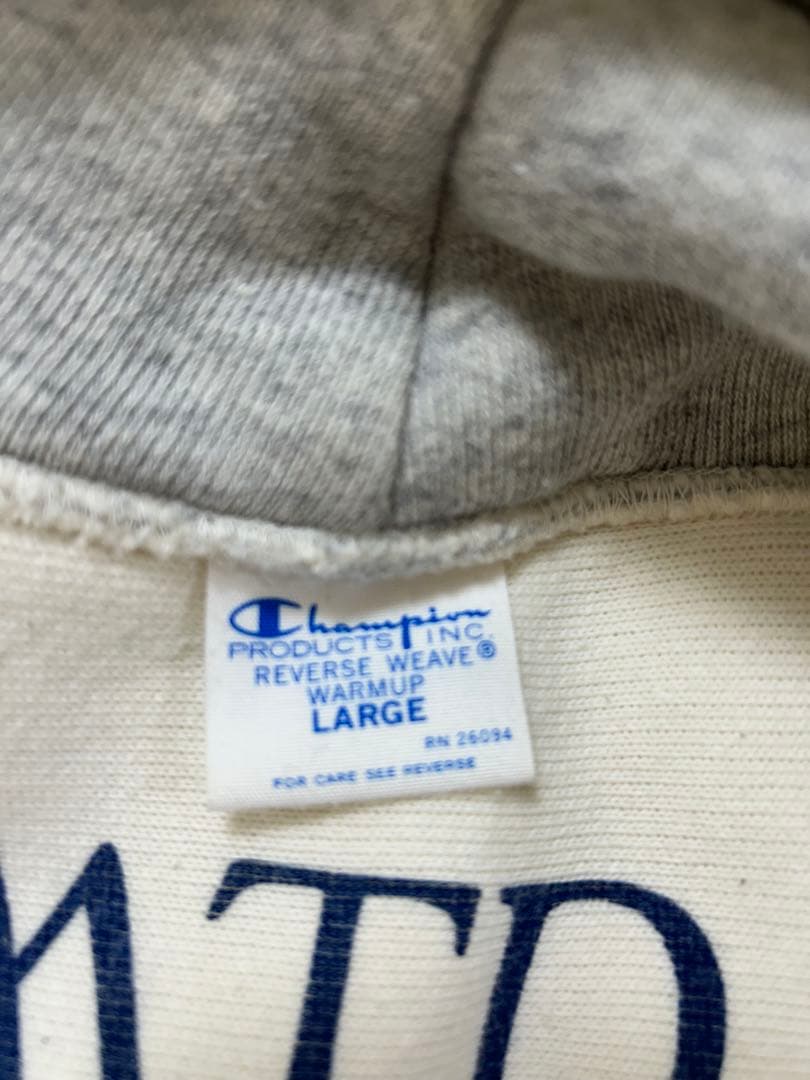 Champion
PRODUCTS INC.
REVERSE WEAVE®
WARMUP
LARGE
RN 26094
FOR CARE SEE REVERSE